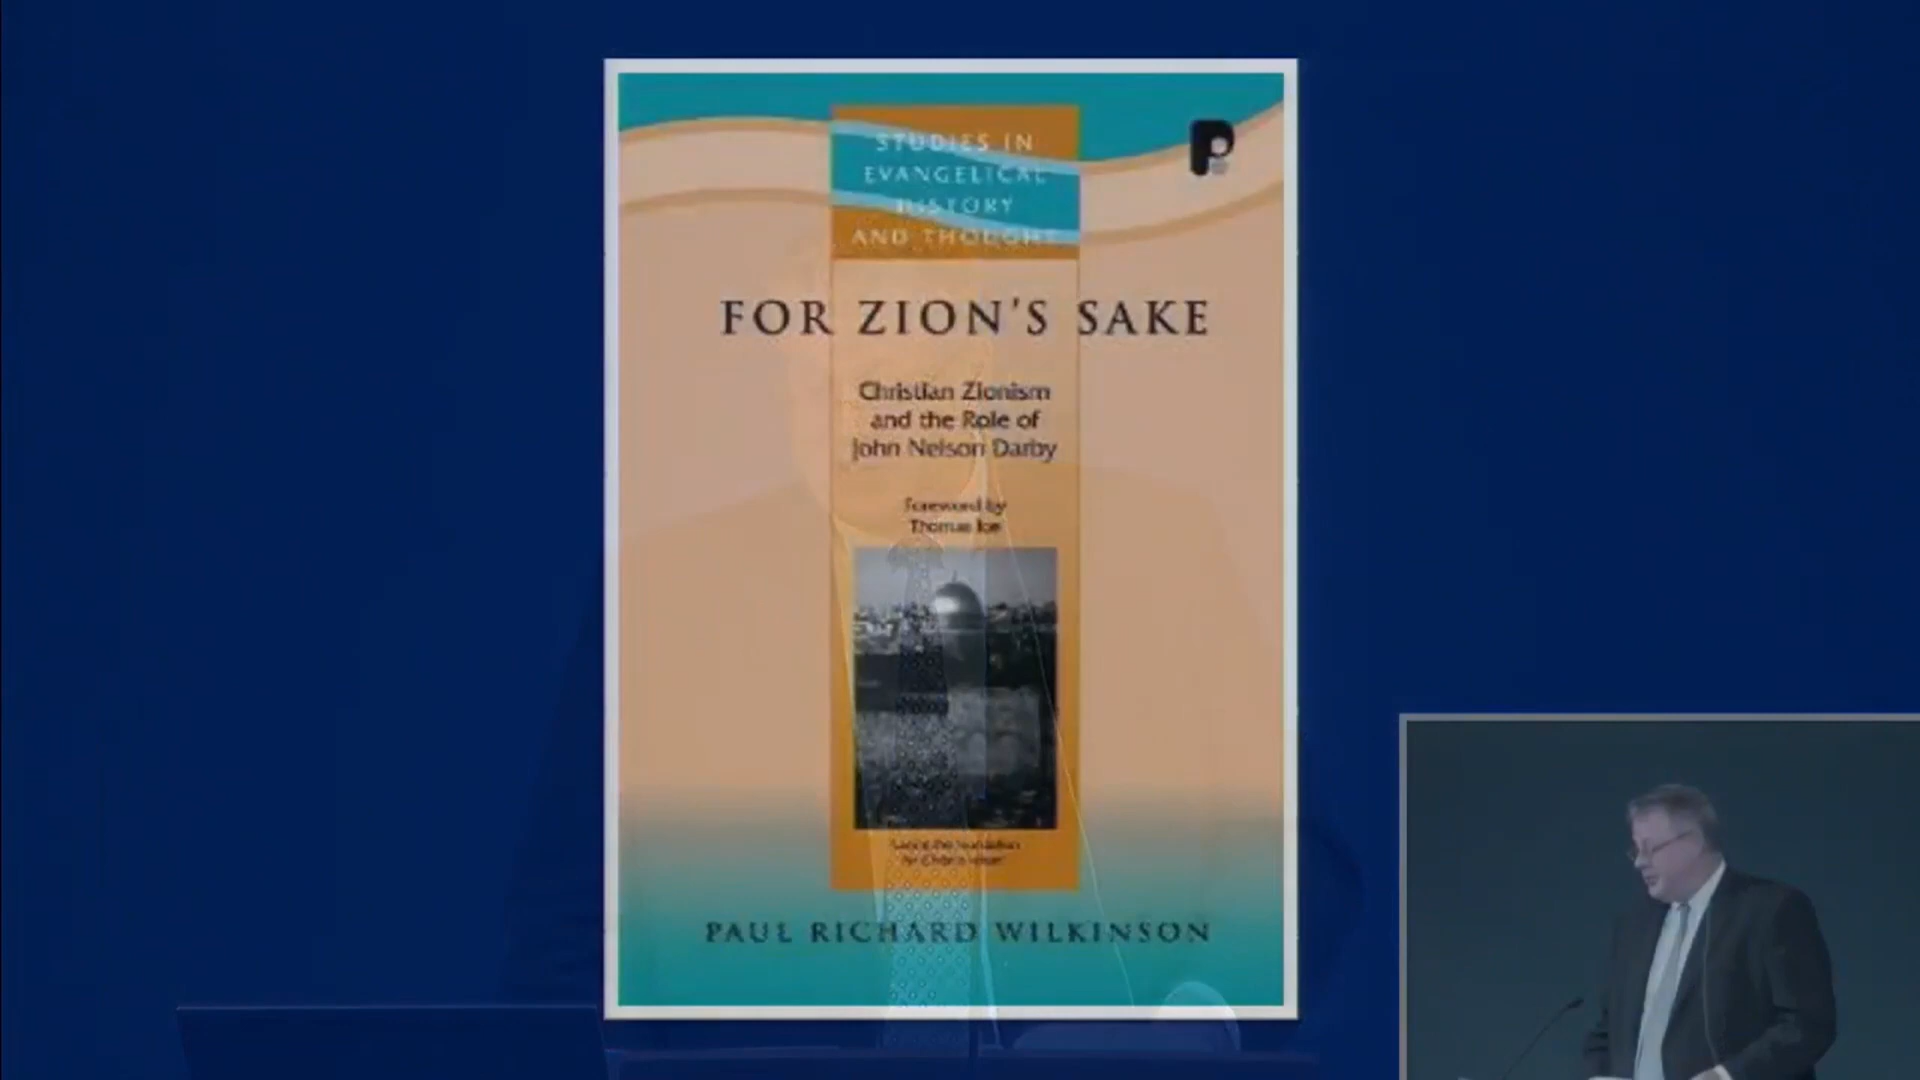 STUDIES IN
EVANGELICAL
HISTORY
AND THOUGHT
FOR ZION'S SAKE
Christian Zionism
and the Role of
John Nelson Darby
Foreword by
Thomas Ice
PAUL RICHARD WILKINSON